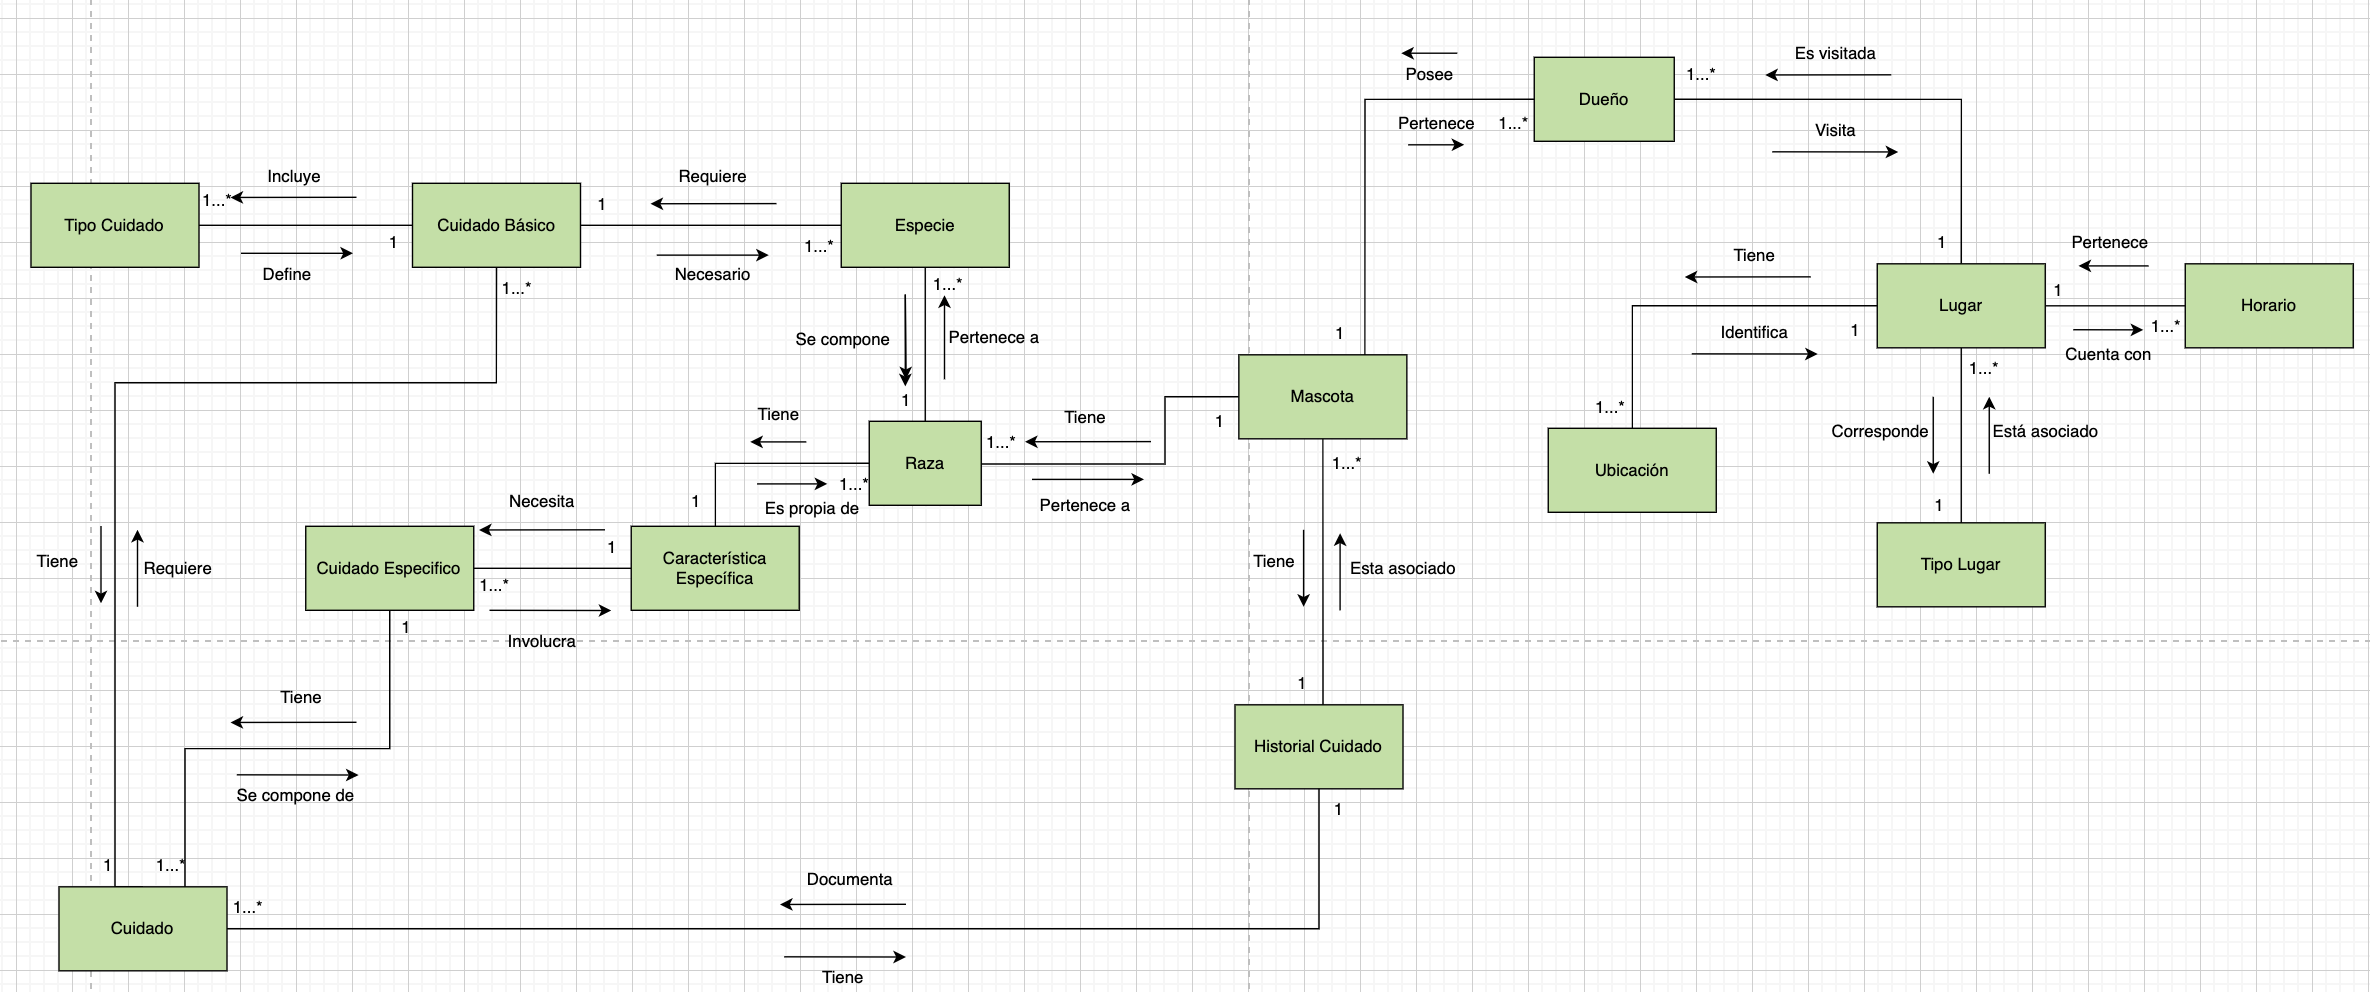 Posee
Es visitada
1...*
Dueño
Pertenece
1...*
Visita
Incluye
Requiere
1...*
1
Tipo Cuidado
Cuidado Básico
Especie
1
1...*
Define
Necesario
1
Pertenece
Tiene
1...*
1...*
1
Lugar
Horario
Se compone
Pertenece a
1
1
Identifica
1...*
Cuenta con
1...*
1
Mascota
Tiene
Tiene
1
1...*
Corresponde
Está asociado
1...*
Raza
1...*
Ubicación
1...*
Necesita
1
Es propia de
Pertenece a
1
Tiene
Requiere
Cuidado Especifico
1
Característica
Específica
1...*
Tiene
Esta asociado
Tipo Lugar
1
Involucra
Tiene
1
Historial Cuidado
Se compone de
1
1
1...*
Documenta
1...*
Cuidado
Tiene